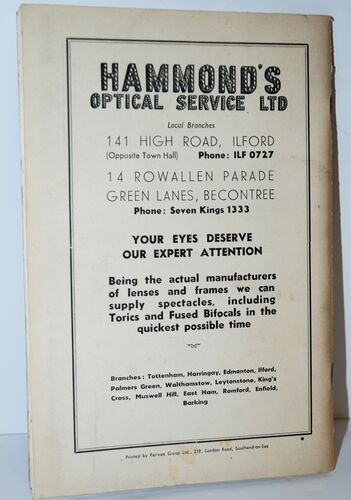 HAMMOND'S
OPTICAL SERVICE LTD
Local Branches
141 HIGH ROAD, ILFORD
(Opposite Town Hall) Phone: ILF 0727
14 ROWALLEN PARADE
GREEN LANES, BECONTREE
Phone: Seven Kings 1333
YOUR EYES DESERVE
OUR EXPERT ATTENTION
Being the actual manufacturers
of lenses and frames we can
supply spectacles, including
Torics and Fused Bifocals in the
quickest possible time
Branches: Tottenham, Harringay, Edmonton, Ilford,
Palmers Green, Walthamstow, Leytonstone, King's
Cross, Muswell Hill, East Ham, Romford, Enfield,
Barking
Printed by Perivan Group Ltd., 219, London Road, Southend-on-Sea